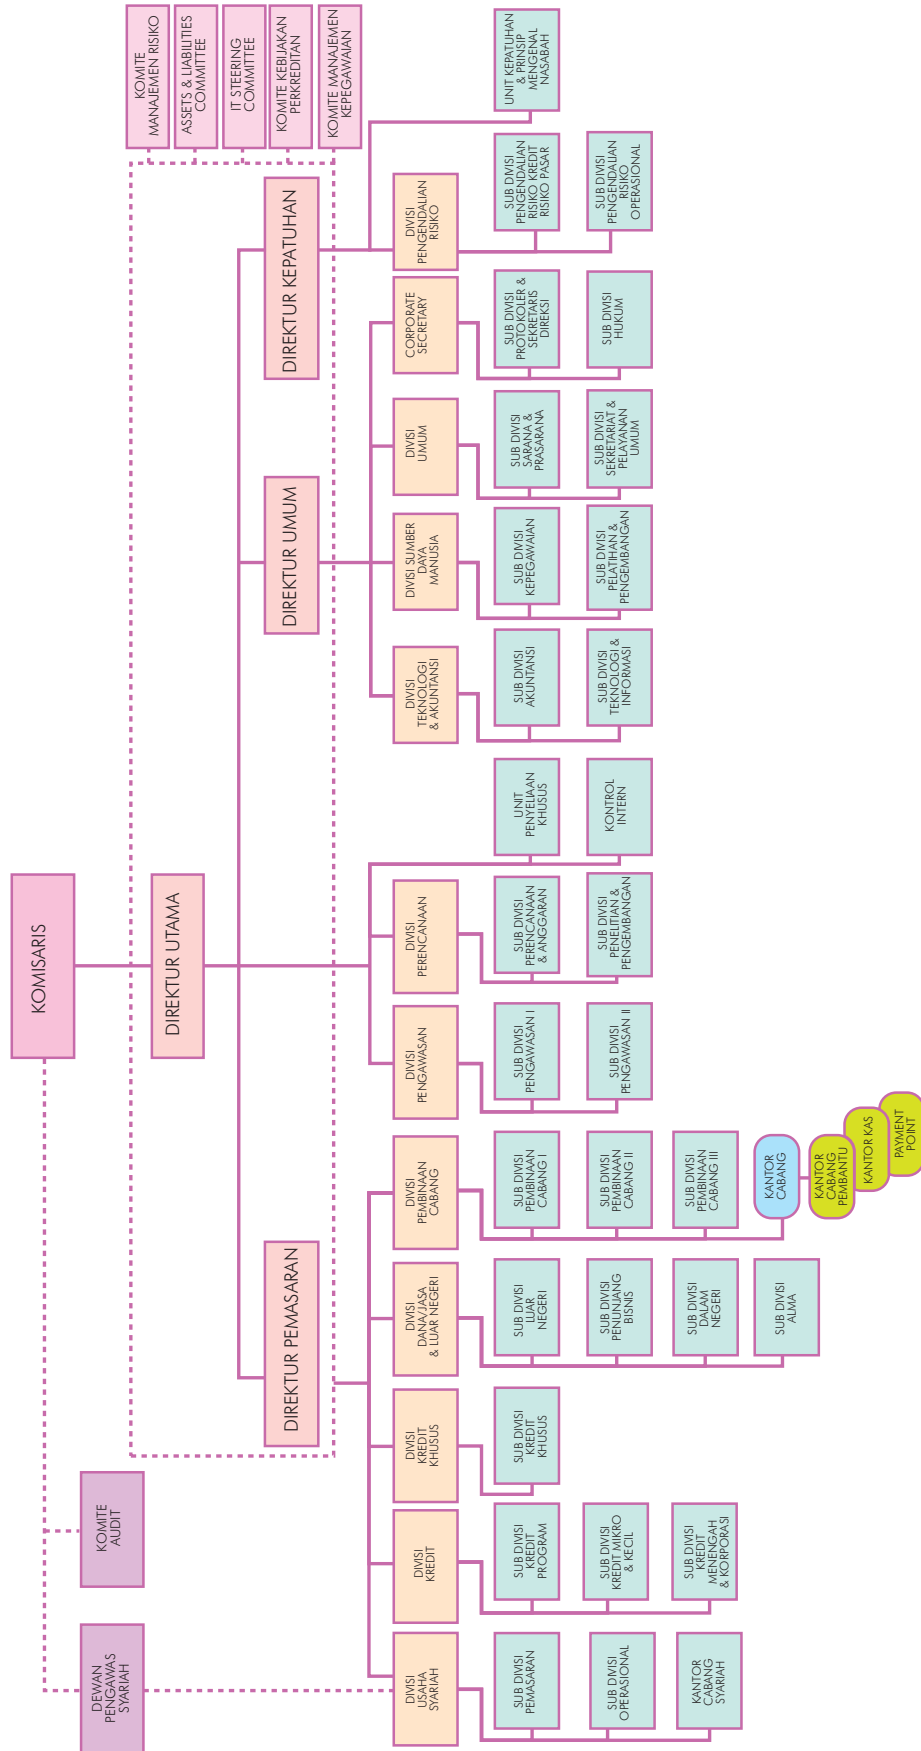 KOMISARIS
DEWAN
PENGAWAS
SYARIAH
KOMITE
AUDIT
DIREKTUR UTAMA
KOMITE
MANAJEMEN RISIKO
ASSETS & LIABILITIES
COMMITTEE
IT STEERING
COMMITTEE
KOMITE KEBIJAKAN
PERKREDITAN
KOMITE MANAJEMEN
KEPEGAWAIAN
DIREKTUR PEMASARAN
DIREKTUR UMUM
DIREKTUR KEPATUHAN
DIVISI
USAHA
SYARIAH
DIVISI
KREDIT
DIVISI
KREDIT
KHUSUS
DIVISI
DANA/JASA
& LUAR NEGERI
DIVISI
PEMBINAAN
CABANG
DIVISI
PENGAWASAN
DIVISI
PERENCANAAN
DIVISI
TEKNOLOGI
& AKUNTANSI
DIVISI SUMBER
DAYA
MANUSIA
DIVISI
UMUM
CORPORATE
SECRETARY
DIVISI
PENGENDALIAN
RISIKO
SUB DIVISI
PEMASARAN
SUB DIVISI
KREDIT
PROGRAM
SUB DIVISI
KREDIT
KHUSUS
SUB DIVISI
LUAR
NEGERI
SUB DIVISI
PEMBINAAN
CABANG I
SUB DIVISI
PENGAWASAN I
SUB DIVISI
PERENCANAAN
& ANGGARAN
UNIT
PENYELIAAN
KHUSUS
SUB DIVISI
AKUNTANSI
SUB DIVISI
KEPEGAWAIAN
SUB DIVISI
SARANA &
PRASARANA
SUB DIVISI
PROTOKOLER &
SEKRETARIS
DIREKSI
SUB DIVISI
PENGENDALIAN
RISIKO KREDIT
RISIKO PASAR
UNIT KEPATUHAN
& PRINSIP
MENGENAL
NASABAH
SUB DIVISI
OPERASIONAL
SUB DIVISI
KREDIT MIKRO
& KECIL
SUB DIVISI
PENUNJANG
BISNIS
SUB DIVISI
PEMBINAAN
CABANG II
SUB DIVISI
PENGAWASAN II
SUB DIVISI
PENELITIAN &
PENGEMBANGAN
KONTROL
INTERN
SUB DIVISI
TEKNOLOGI &
INFORMASI
SUB DIVISI
PELATIHAN &
PENGEMBANGAN
SUB DIVISI
SEKRETARIAT &
PELAYANAN
UMUM
SUB DIVISI
HUKUM
SUB DIVISI
PENGENDALIAN
RISIKO
OPERASIONAL
KANTOR
CABANG
SYARIAH
SUB DIVISI
KREDIT
MENENGAH
& KORPORASI
SUB DIVISI
DALAM
NEGERI
SUB DIVISI
PEMBINAAN
CABANG III
SUB DIVISI
ALMA
KANTOR
CABANG
KANTOR
CABANG
PEMBANTU
KANTOR KAS
PAYMENT
POINT